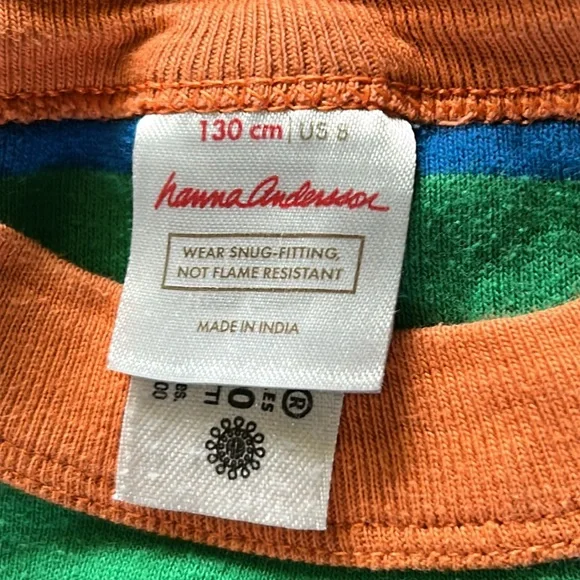 130 cm | US 8
hanna Andersson
WEAR SNUG-FITTING,
NOT FLAME RESISTANT
MADE IN INDIA
®